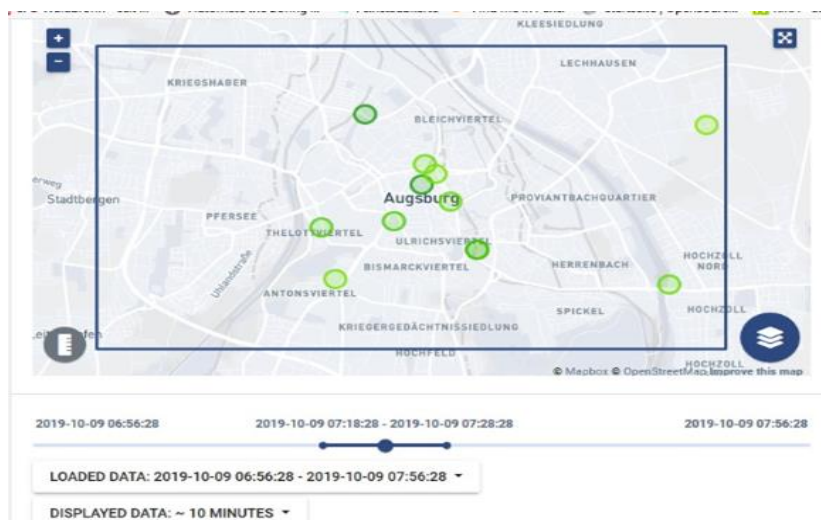 KLEESIEDLUNG
+
−
LECHHAUSEN
KRIEGSHABER
BLEICHVIERTEL
Stadtbergen
Augsburg
PROVIANTBACHQUARTIER
PFERSEE
THELOTTVIERTEL
ULRICHSVIERTEL
HOCHZOLL
NORD
BISMARCKVIERTEL
HERRENBACH
Uhlandstraße
ANTONSVIERTEL
SPICKEL
HOCHZOLL
KRIEGERGEDÄCHTNISSIEDLUNG
HOCHFELD
HOCHZOLL
© Mapbox © OpenStreetMap Improve this map
2019-10-09 06:56:28 2019-10-09 07:18:28 - 2019-10-09 07:28:28 2019-10-09 07:56:28
LOADED DATA: 2019-10-09 06:56:28 - 2019-10-09 07:56:28
DISPLAYED DATA: ~ 10 MINUTES